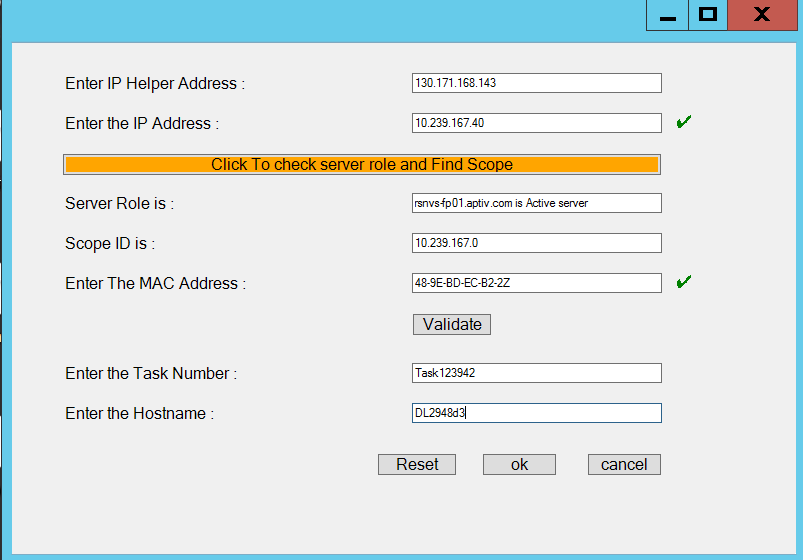 X
Enter IP Helper Address : 130.171.168.143
Enter the IP Address : 10.239.167.40 ✔
Click To check server role and Find Scope
Server Role is : rsnvs-fp01.aptiv.com is Active server
Scope ID is : 10.239.167.0
Enter The MAC Address : 48-9E-BD-EC-B2-2Z ✔
Validate
Enter the Task Number : Task123942
Enter the Hostname : DL2948d3
Reset ok cancel